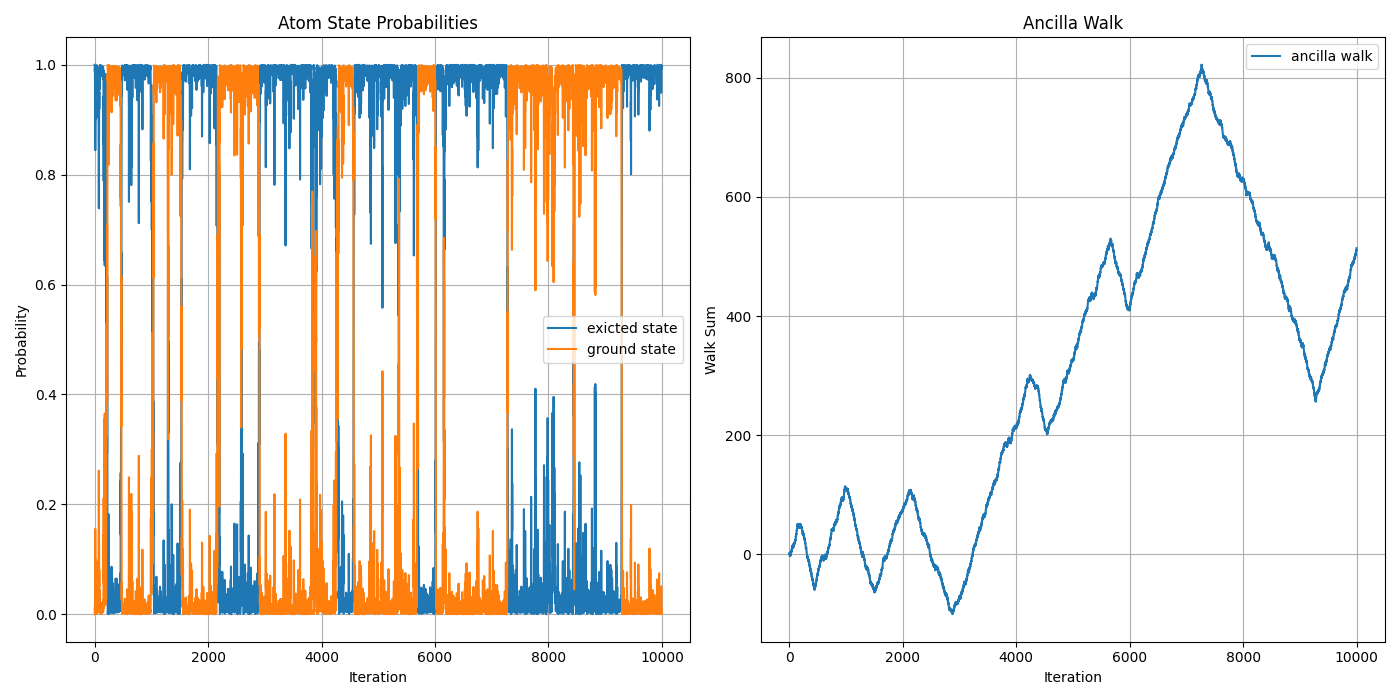 Atom State Probabilities
Probability
1.0
0.8
0.6
0.4
0.2
0.0
exicted state
ground state
0
2000
4000
6000
8000
10000
Iteration
Ancilla Walk
Walk Sum
800
600
400
200
0
ancilla walk
0
2000
4000
6000
8000
10000
Iteration